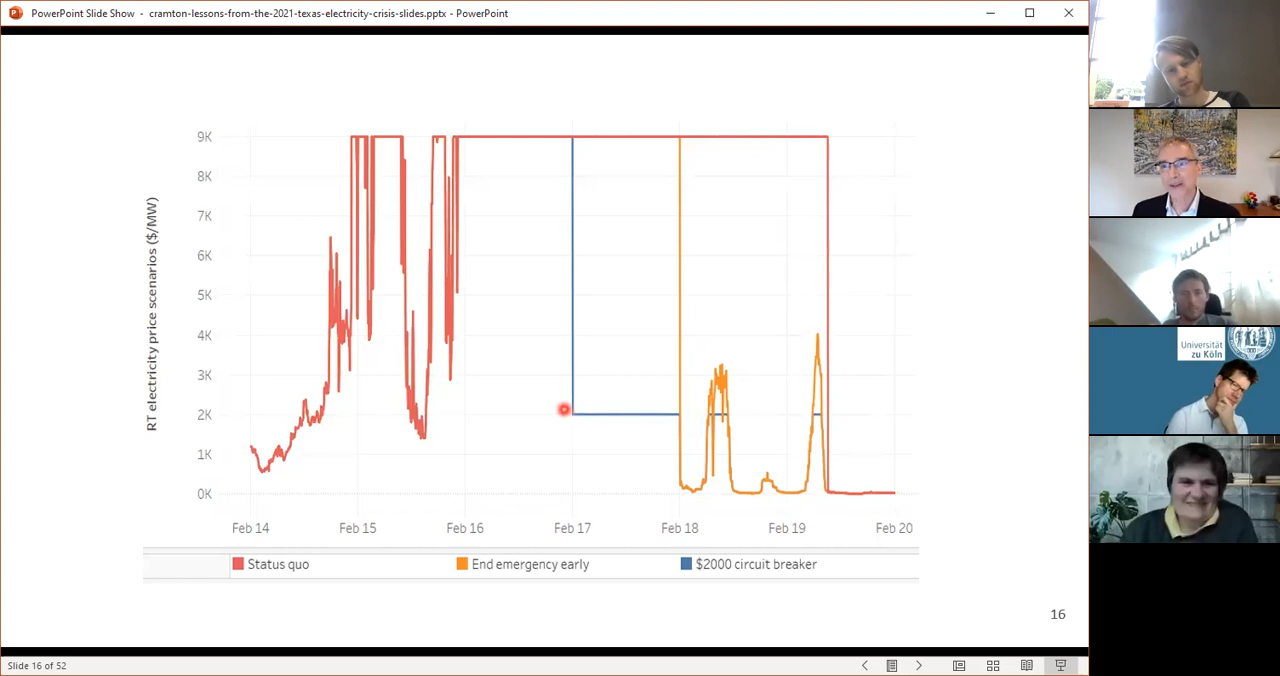 PowerPoint Slide Show - cramton-lessons-from-the-2021-texas-electricity-crisis-slides.pptx - PowerPoint
RT electricity price scenarios ($/MW)
9K
8K
7K
6K
5K
4K
3K
2K
1K
0K
Feb 14 Feb 15 Feb 16 Feb 17 Feb 18 Feb 19 Feb 20
Status quo End emergency early $2000 circuit breaker
16
Slide 16 of 52
Universität
zu Köln